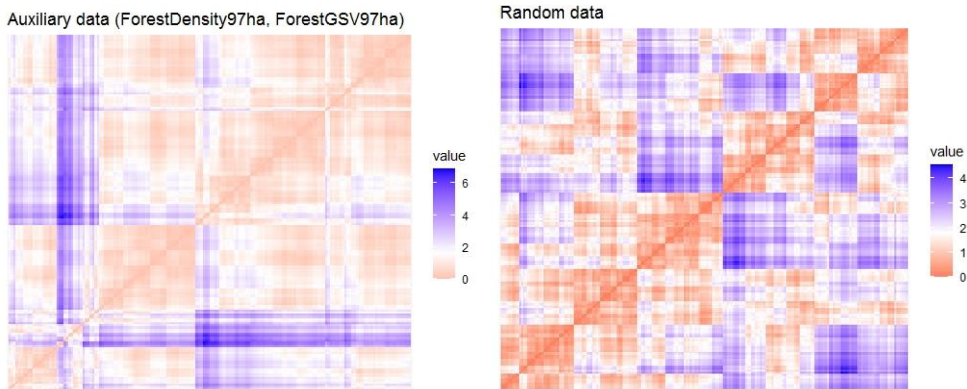 Auxiliary data (ForestDensity97ha, ForestGSV97ha)
value
6
4
2
0
Random data
value
4
3
2
1
0